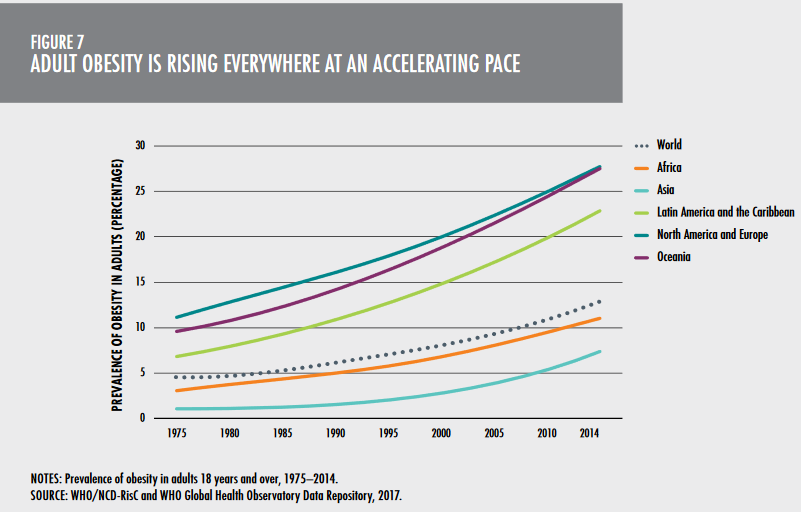 FIGURE 7
ADULT OBESITY IS RISING EVERYWHERE AT AN ACCELERATING PACE
PREVALENCE OF OBESITY IN ADULTS (PERCENTAGE)
30
25
20
15
10
5
0
1975 1980 1985 1990 1995 2000 2005 2010 2014
World
Africa
Asia
Latin America and the Caribbean
North America and Europe
Oceania
NOTES: Prevalence of obesity in adults 18 years and over, 1975–2014.
SOURCE: WHO/NCD-RisC and WHO Global Health Observatory Data Repository, 2017.